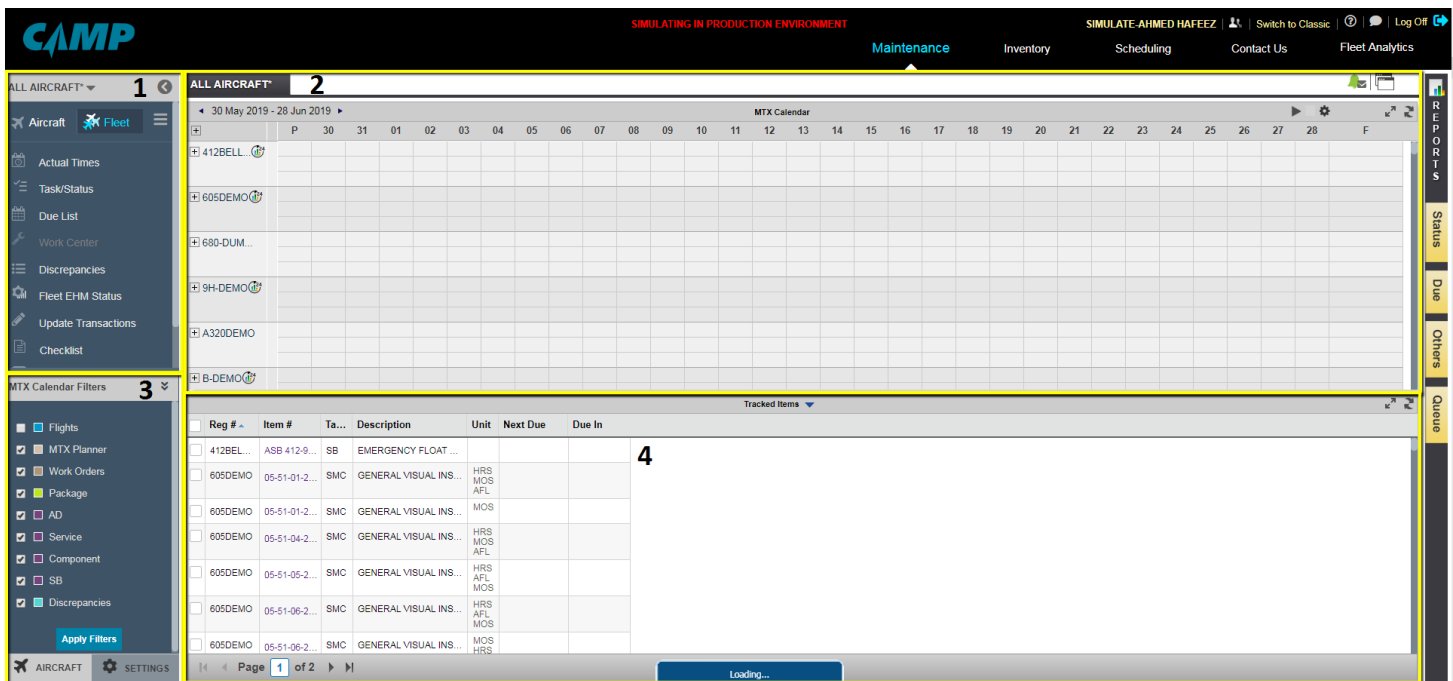 CAMP
SIMULATING IN PRODUCTION ENVIRONMENT
SIMULATE-AHMED HAFEEZ | | Switch to Classic | ? | | Log Off
Maintenance Inventory Scheduling Contact Us Fleet Analytics
ALL AIRCRAFT* 1
Aircraft Fleet
Actual Times
Task/Status
Due List
Work Center
Discrepancies
Fleet EHM Status
Update Transactions
Checklist
MTX Calendar Filters 3
Flights
MTX Planner
Work Orders
Package
AD
Service
Component
SB
Discrepancies
Apply Filters
AIRCRAFT SETTINGS
ALL AIRCRAFT* 2
30 May 2019 - 28 Jun 2019 MTX Calendar
P 30 31 01 02 03 04 05 06 07 08 09 10 11 12 13 14 15 16 17 18 19 20 21 22 23 24 25 26 27 28 F
412BELL...
605DEMO
680-DUM...
9H-DEMO
A320DEMO
B-DEMO
Tracked Items
Reg # Item # Ta... Description Unit Next Due Due In
412BEL... ASB 412-9... SB EMERGENCY FLOAT ...
4
605DEMO 05-51-01-2... SMC GENERAL VISUAL INS... HRS
MOS
AFL
605DEMO 05-51-01-2... SMC GENERAL VISUAL INS... MOS
605DEMO 05-51-04-2... SMC GENERAL VISUAL INS... HRS
MOS
AFL
605DEMO 05-51-05-2... SMC GENERAL VISUAL INS... HRS
AFL
MOS
605DEMO 05-51-06-2... SMC GENERAL VISUAL INS... HRS
AFL
MOS
605DEMO 05-51-06-2... SMC GENERAL VISUAL INS... MOS
HRS
Page 1 of 2
Loading...
REPORTS
Status
Due
Others
Queue